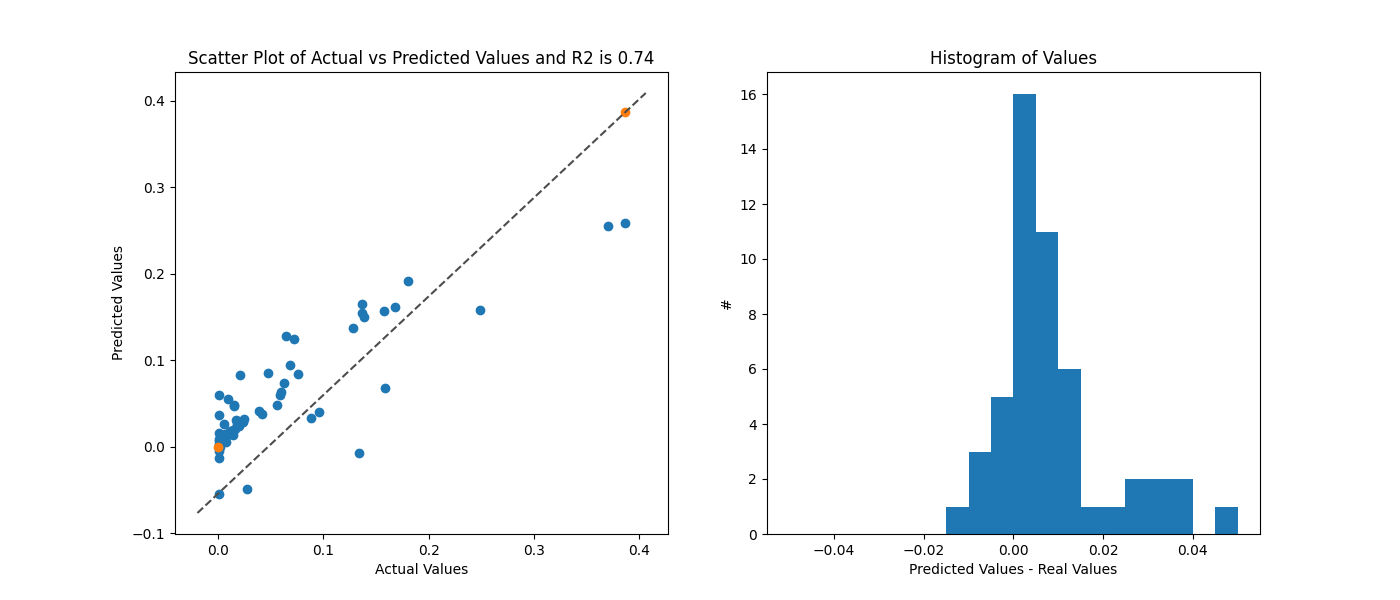 Scatter Plot of Actual vs Predicted Values and R2 is 0.74
0.4
0.3
0.2
0.1
0.0
−0.1
Predicted Values
0.0 0.1 0.2 0.3 0.4
Actual Values
Histogram of Values
16
14
12
10
8
6
4
2
0
#
−0.04 −0.02 0.00 0.02 0.04
Predicted Values - Real Values